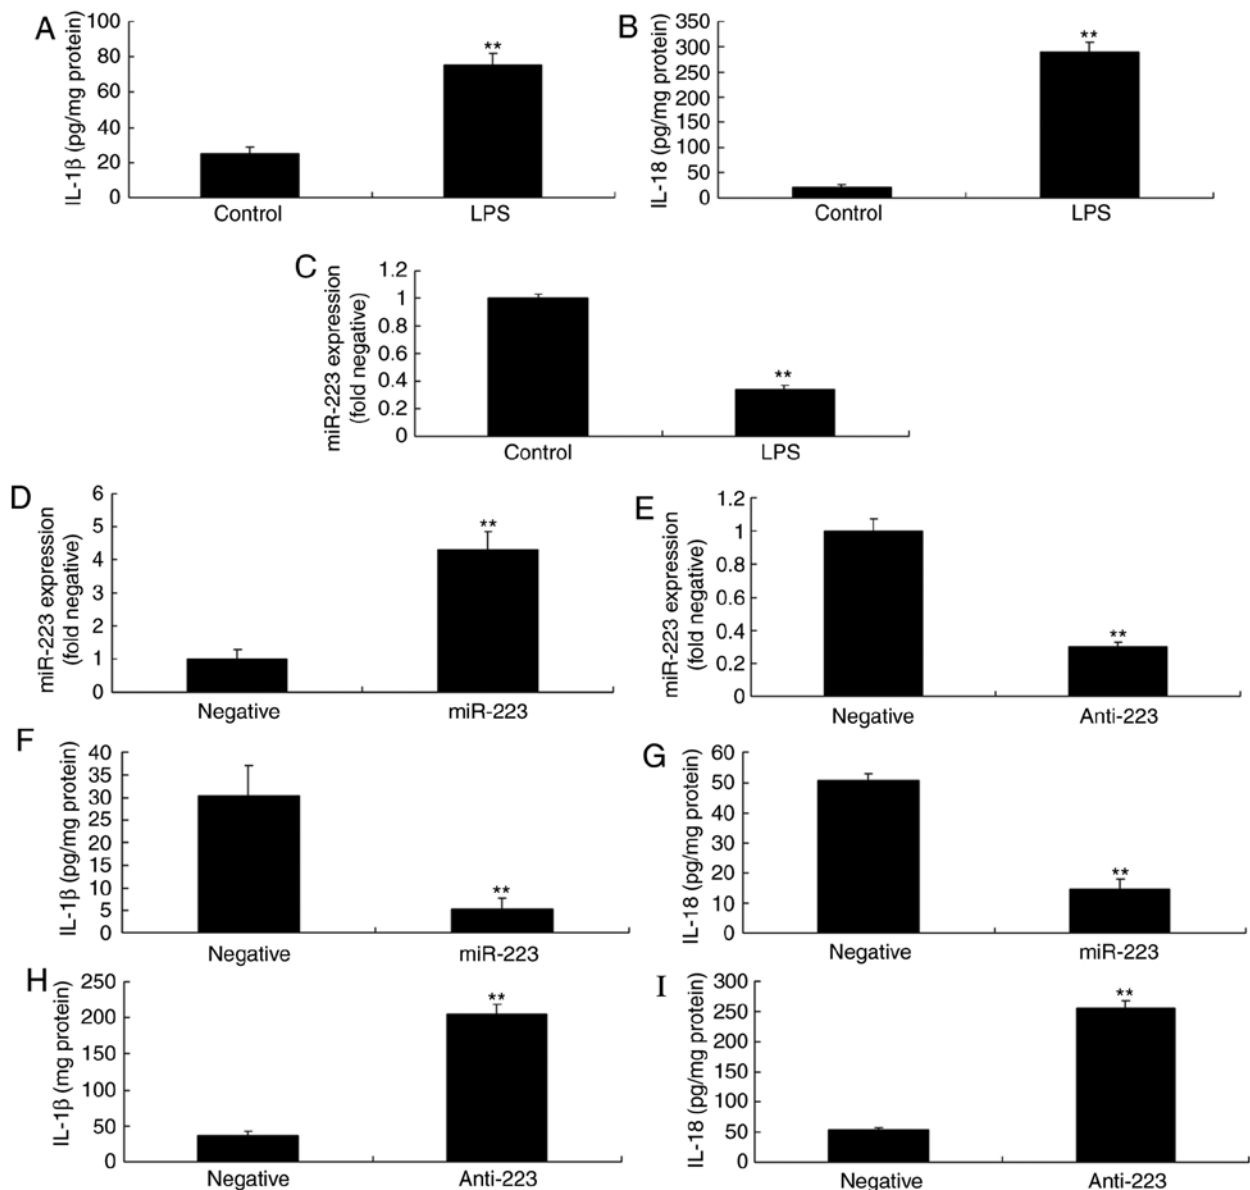 A
IL-1β (pg/mg protein)
100
80
60
40
20
0
**
Control
LPS
B
IL-18 (pg/mg protein)
350
300
250
200
150
100
50
0
**
Control
LPS
C
miR-223 expression
(fold negative)
1.2
1
0.8
0.6
0.4
0.2
0
**
Control
LPS
D
miR-223 expression
(fold negative)
6
5
4
3
2
1
0
**
Negative
miR-223
E
miR-223 expression
(fold negative)
1.2
1
0.8
0.6
0.4
0.2
0
**
Negative
Anti-223
F
IL-1β (pg/mg protein)
40
35
30
25
20
15
10
5
0
**
Negative
miR-223
G
IL-18 (pg/mg protein)
60
50
40
30
20
10
0
**
Negative
miR-223
H
IL-1β (mg protein)
250
200
150
100
50
0
**
Negative
Anti-223
I
IL-18 (pg/mg protein)
300
250
200
150
100
50
0
**
Negative
Anti-223